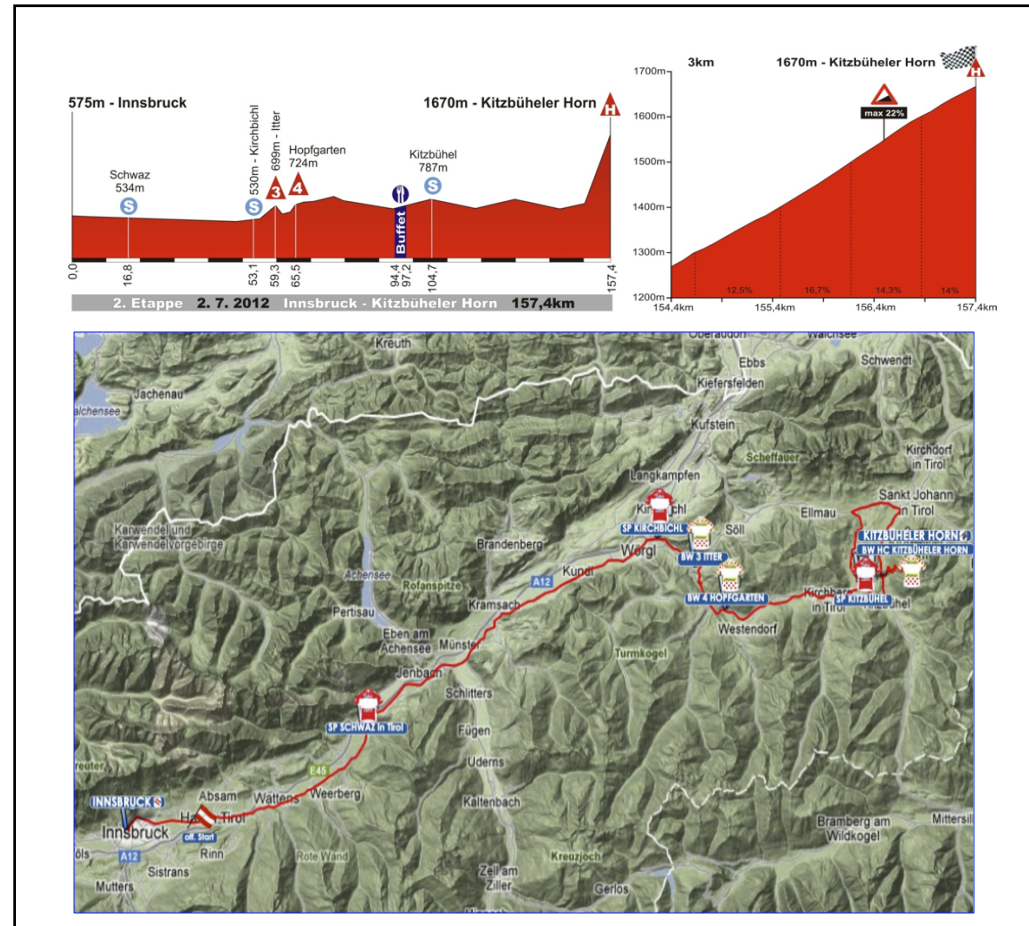 575m - Innsbruck
1670m - Kitzbüheler Horn
H
Schwaz
534m
S
530m - Kirchbichl
S
699m - Itter
3
Hopfgarten
724m
4
Buffet
Kitzbühel
787m
S
0,0
16,8
53,1
59,3
65,5
94,4
97,2
104,7
157,4
2. Etappe 2. 7. 2012 Innsbruck - Kitzbüheler Horn 157,4km
3km
1670m - Kitzbüheler Horn
H
max 22%
1700m
1600m
1500m
1400m
1300m
1200m
12,5%
16,7%
14,3%
14%
154,4km
155,4km
156,4km
157,4km
Kreuth
Oberaudorf
Walchsee
Ebbs
Schwendt
Jachenau
Kiefersfelden
alchensee
Kufstein
Scheffauer
Kirchdorf
in Tirol
Langkampfen
Ellmau
Sankt Johann
in Tirol
SP KIRCHBICHL
Söll
KITZBÜHELER HORN
BW HC KITZBÜHELER HORN
Karwendel und
Karwendelvorgebirge
Brandenberg
Wörgl
BW 3 ITTER
Achensee
Rofanspitze
A12
Kundl
BW 4 HOPFGARTEN
in Tirol
SP KITZBÜHEL
Pertisau
Kramsach
Westendorf
Eben am
Achensee
Münster
Turmkogel
Jenbach
Schlitters
SP SCHWAZ in Tirol
Fügen
Uderns
E45
INNSBRUCK
Absam
Wattens
Weerberg
Kaltenbach
Innsbruck
off. Start
Bramberg am
Wildkogel
Mittersil
A12
Rinn
Rote Wand
Kreuzjoch
Sistrans
Mutters
Zell am
Ziller
Gerlos